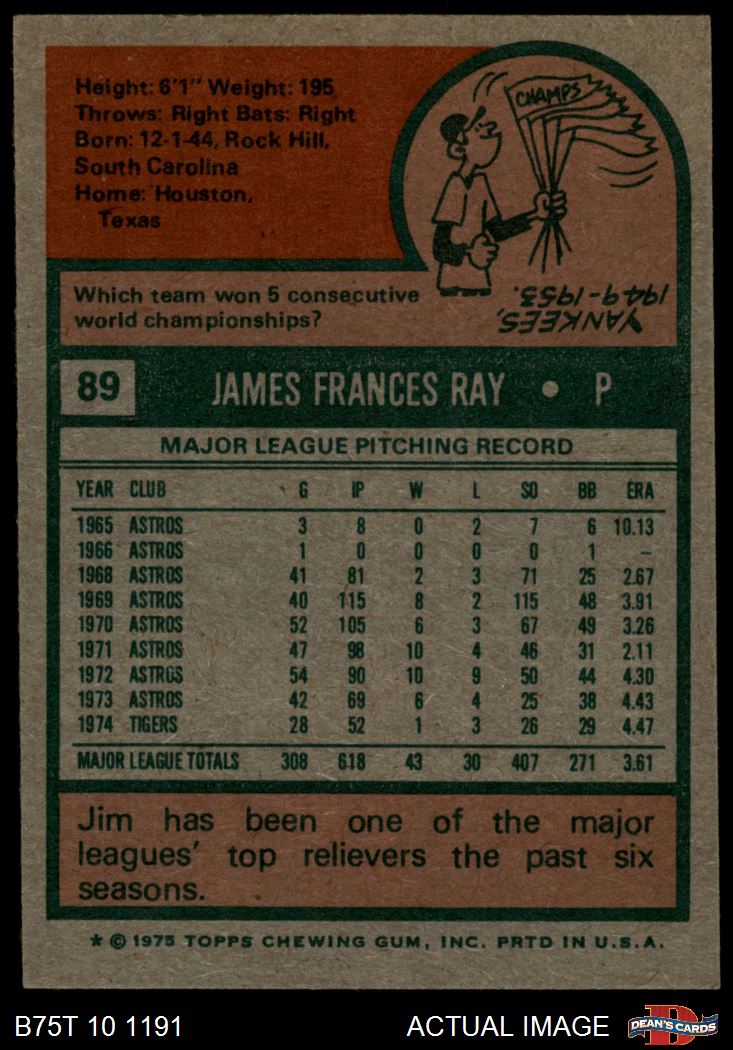 Height: 6'1" Weight: 195
Throws: Right Bats: Right
Born: 12-1-44, Rock Hill,
South Carolina
Home: Houston,
Texas
CHAMPS
Which team won 5 consecutive
world championships?
YANKEES,
1949-1953.
89 JAMES FRANCES RAY • P
MAJOR LEAGUE PITCHING RECORD
YEAR CLUB G IP W L SO BB ERA
1965 ASTROS 3 8 0 2 7 6 10.13
1966 ASTROS 1 0 0 0 0 1 –
1968 ASTROS 41 81 2 3 71 25 2.67
1969 ASTROS 40 115 8 2 115 48 3.91
1970 ASTROS 52 105 6 3 67 49 3.26
1971 ASTROS 47 98 10 4 46 31 2.11
1972 ASTROS 54 90 10 9 50 44 4.30
1973 ASTROS 42 69 6 4 25 38 4.43
1974 TIGERS 28 52 1 3 26 29 4.47
MAJOR LEAGUE TOTALS 308 618 43 30 407 271 3.61
Jim has been one of the major
leagues' top relievers the past six
seasons.
* © 1975 TOPPS CHEWING GUM, INC. PRTD IN U.S.A.
B75T 10 1191 ACTUAL IMAGE D DEAN'S CARDS